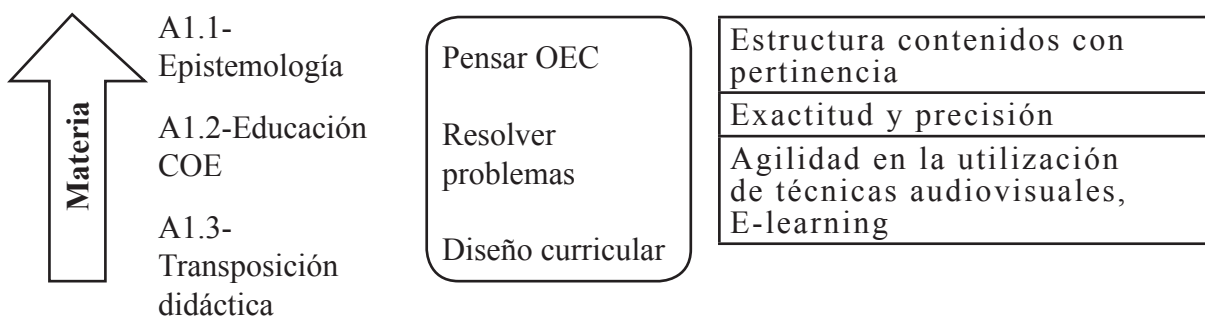 Materia
A1.1-
Epistemología
A1.2-Educación
COE
A1.3-
Transposición
didáctica
Pensar OEC
Resolver
problemas
Diseño curricular
Estructura contenidos con
pertinencia
Exactitud y precisión
Agilidad en la utilización
de técnicas audiovisuales,
E-learning